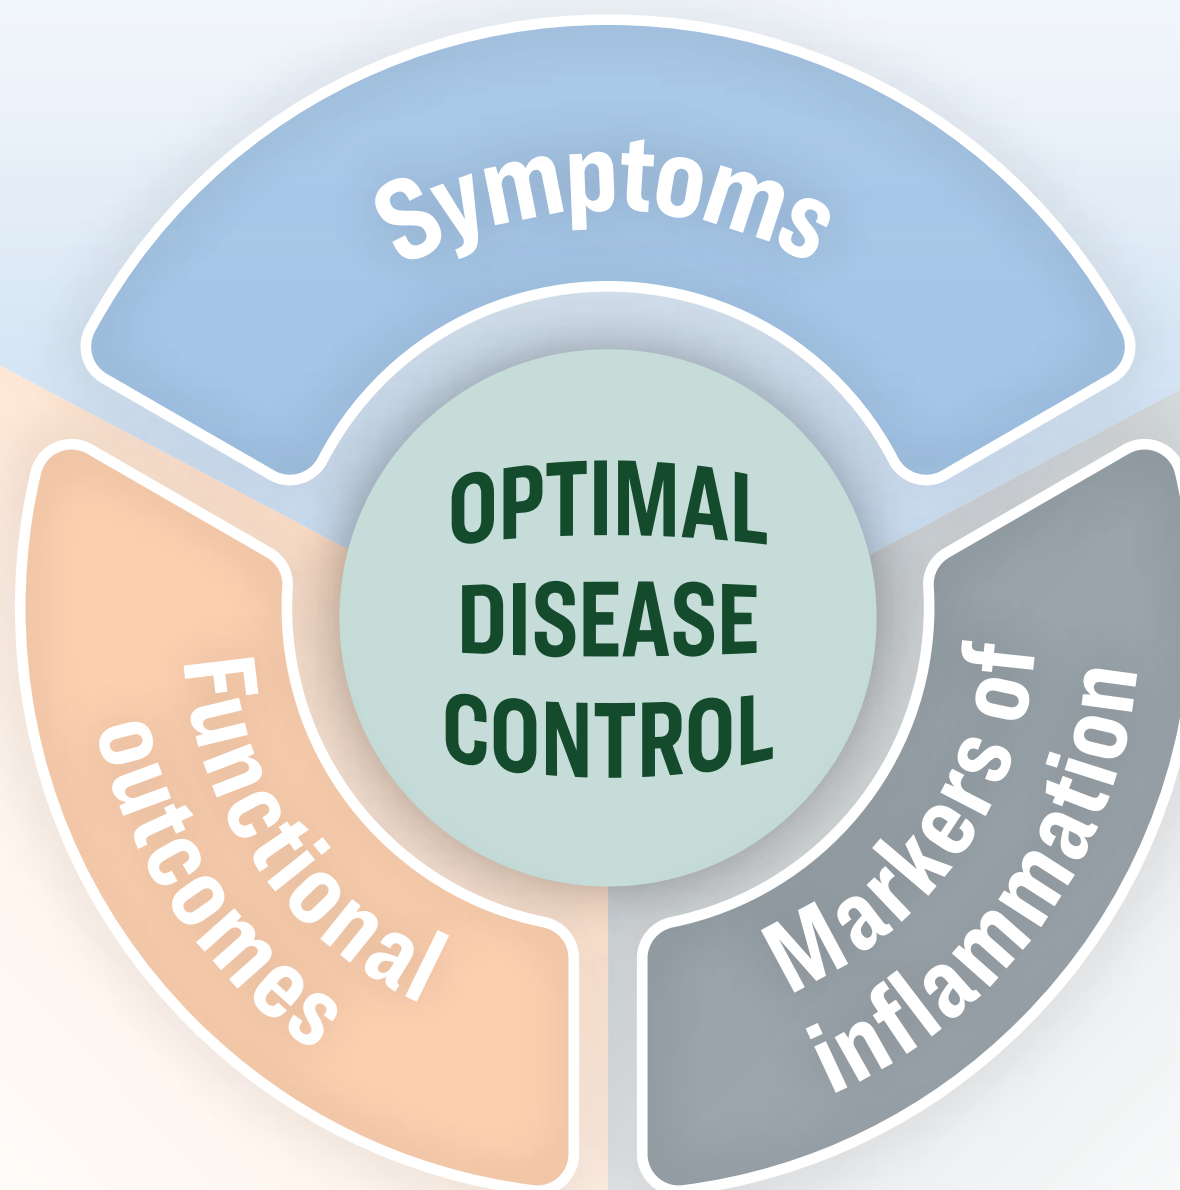 Symptoms
OPTIMAL
DISEASE
CONTROL
Functional
outcomes
Markers of
inflammation